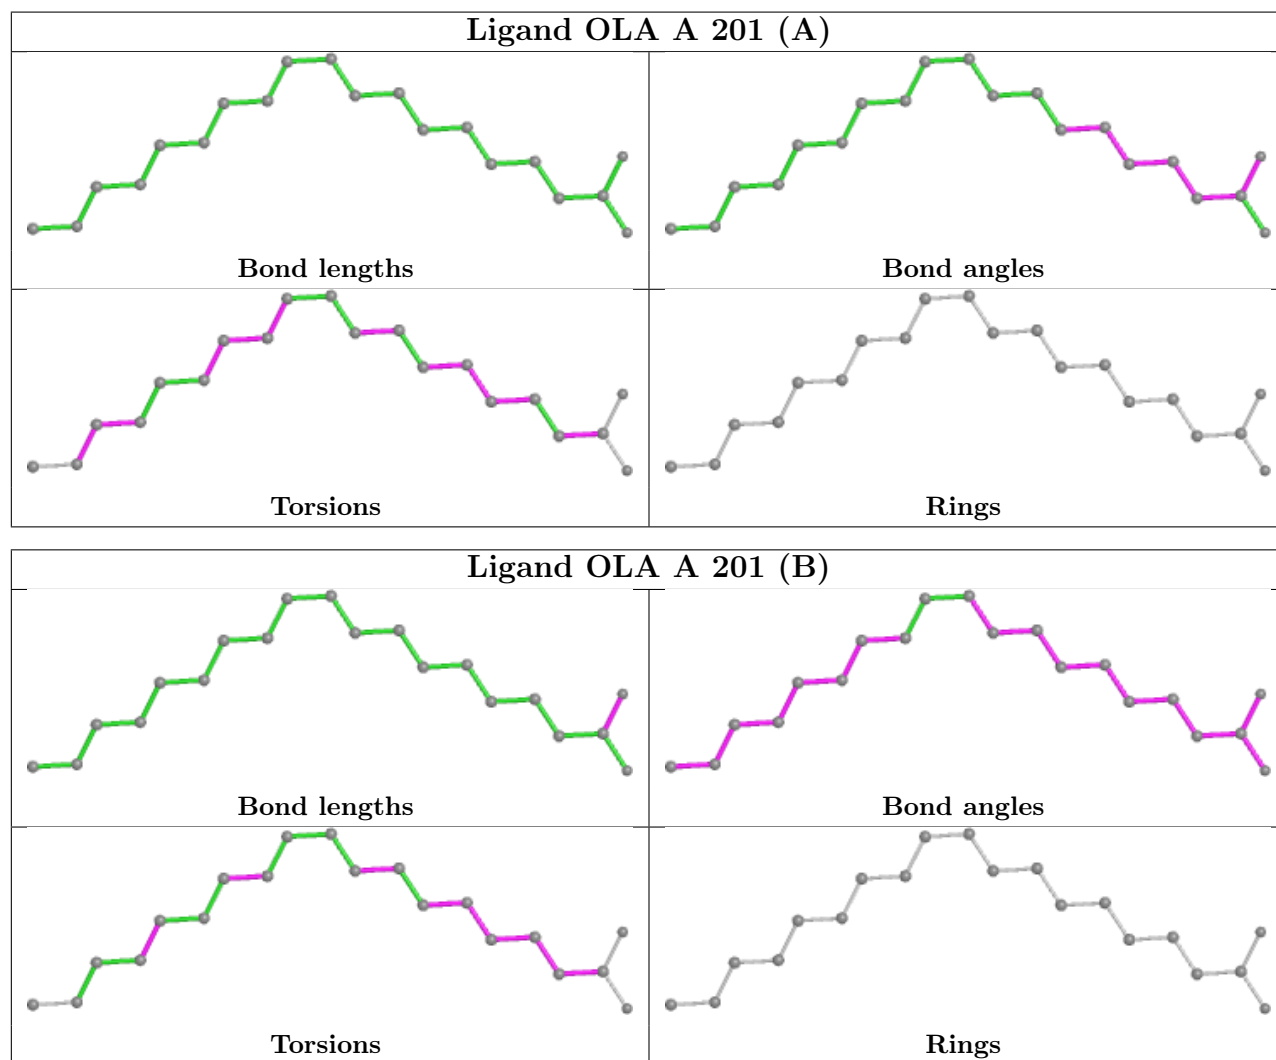 Ligand OLA A 201 (A)
Bond lengths
Bond angles
Torsions
Rings
Ligand OLA A 201 (B)
Bond lengths
Bond angles
Torsions
Rings